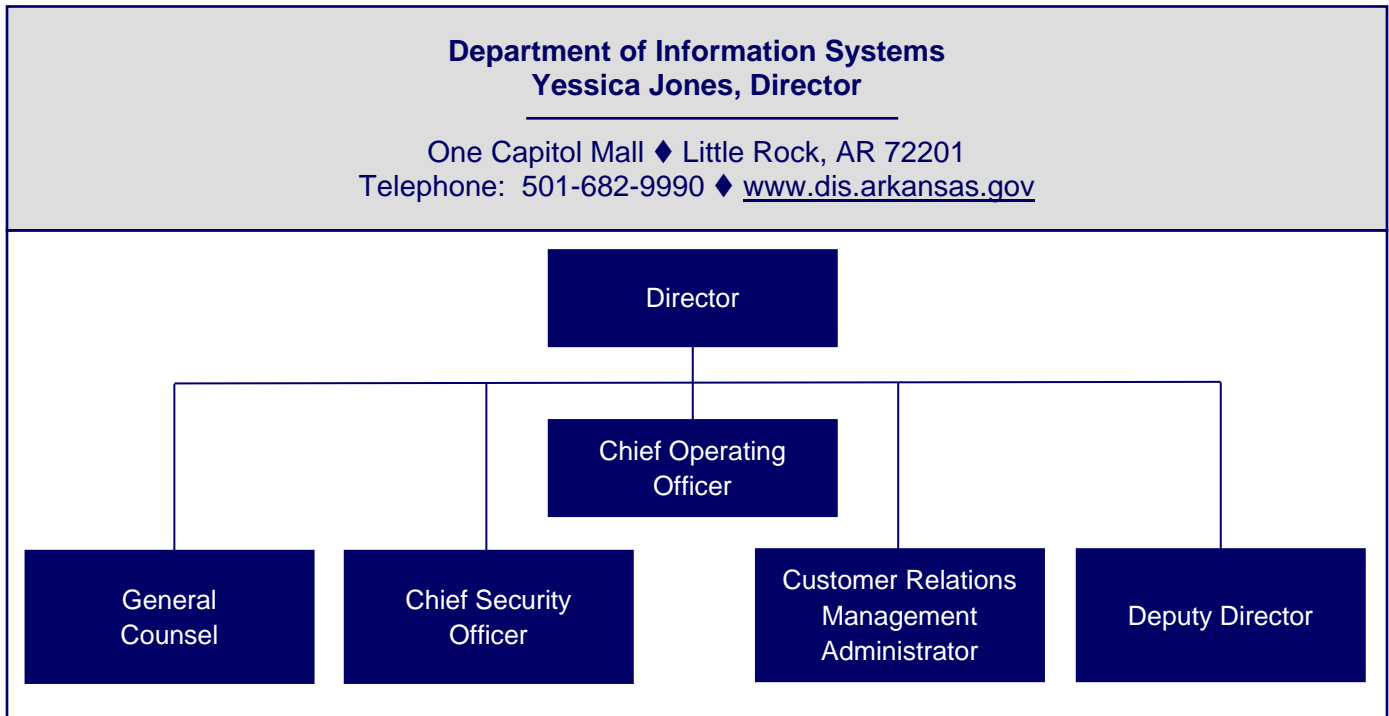 Department of Information Systems
Yessica Jones, Director
One Capitol Mall ♦ Little Rock, AR 72201
Telephone: 501-682-9990 ♦ www.dis.arkansas.gov
Director
Chief Operating
Officer
General
Counsel
Chief Security
Officer
Customer Relations
Management
Administrator
Deputy Director